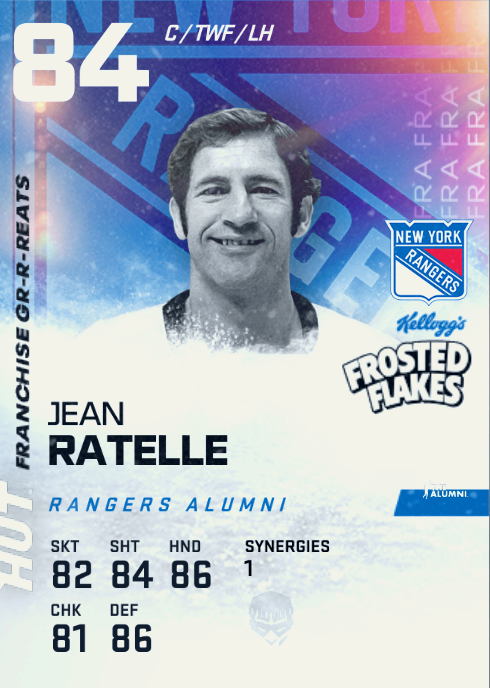 NEW YORK
84
C / TWF / LH
RANGERS
FRA FRA
FRA FRA
FRA FRA
FRANCHISE GR-R-REATS
NEW YORK
RANGERS
Kellogg's
FROSTED
FLAKES
JEAN
RATELLE
RANGERS ALUMNI
ALUMNI
HUT
SKT SHT HND SYNERGIES
82 84 86 1
CHK DEF
81 86